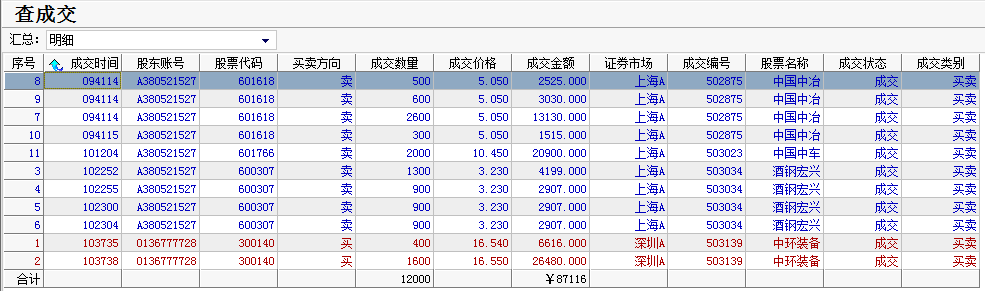 查成交
汇总: 明细
序号 成交时间 股东账号 股票代码 买卖方向 成交数量 成交价格 成交金额 证券市场 成交编号 股票名称 成交状态 成交类别
8 094114 A380521527 601618 卖 500 5.050 2525.000 上海A 502875 中国中冶 成交 买卖
9 094114 A380521527 601618 卖 600 5.050 3030.000 上海A 502875 中国中冶 成交 买卖
7 094114 A380521527 601618 卖 2600 5.050 13130.000 上海A 502875 中国中冶 成交 买卖
10 094115 A380521527 601618 卖 300 5.050 1515.000 上海A 502875 中国中冶 成交 买卖
11 101204 A380521527 601766 卖 2000 10.450 20900.000 上海A 503023 中国中车 成交 买卖
3 102252 A380521527 600307 卖 1300 3.230 4199.000 上海A 503034 酒钢宏兴 成交 买卖
4 102255 A380521527 600307 卖 900 3.230 2907.000 上海A 503034 酒钢宏兴 成交 买卖
5 102300 A380521527 600307 卖 900 3.230 2907.000 上海A 503034 酒钢宏兴 成交 买卖
6 102304 A380521527 600307 卖 900 3.230 2907.000 上海A 503034 酒钢宏兴 成交 买卖
1 103735 0136777728 300140 买 400 16.540 6616.000 深圳A 503139 中环装备 成交 买卖
2 103738 0136777728 300140 买 1600 16.550 26480.000 深圳A 503139 中环装备 成交 买卖
合计 12000 ￥87116